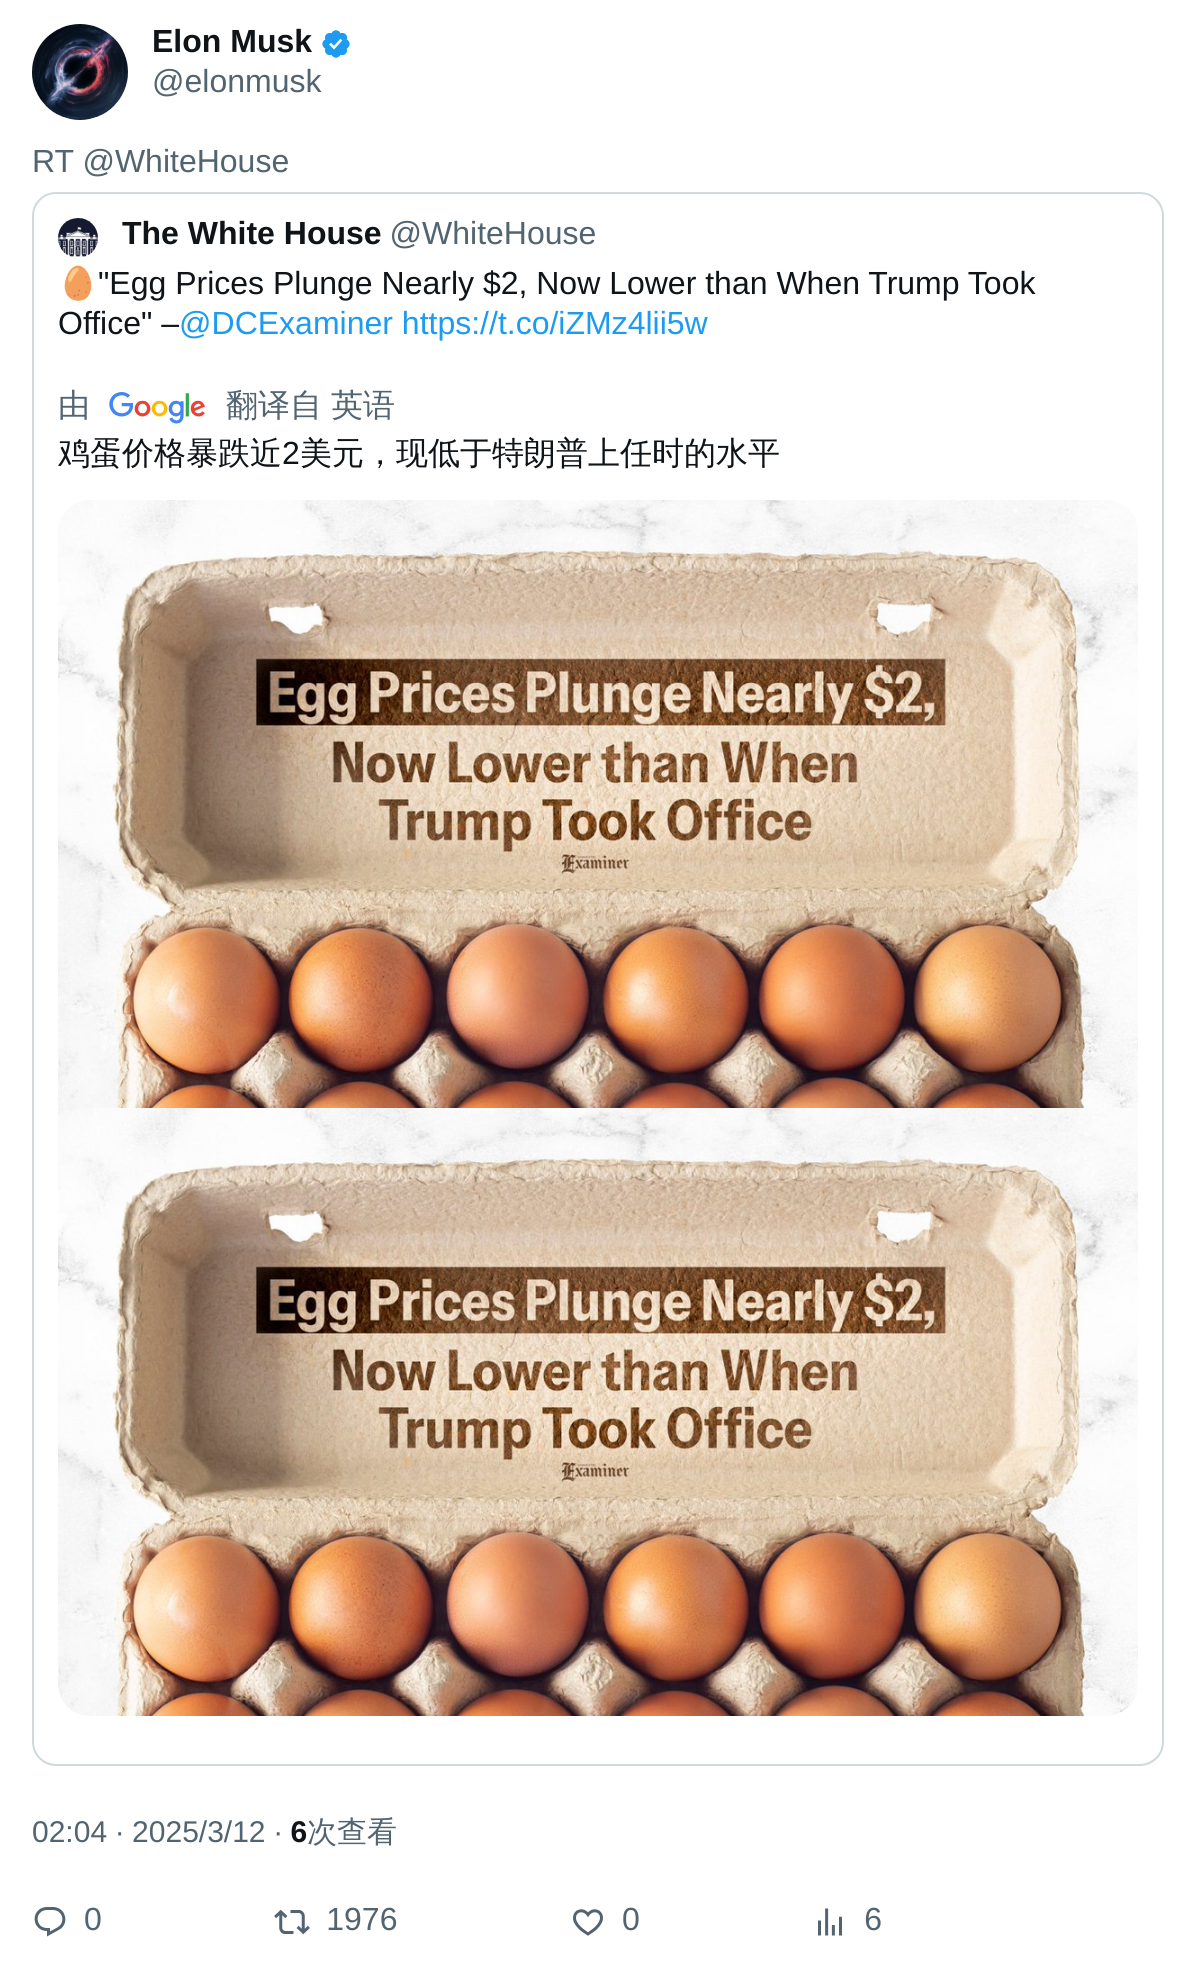 Elon Musk
@elonmusk
RT @WhiteHouse
The White House @WhiteHouse
🥚"Egg Prices Plunge Nearly $2, Now Lower than When Trump Took
Office" –@DCExaminer https://t.co/iZMz4lii5w
由 Google 翻译自 英语
鸡蛋价格暴跌近2美元，现低于特朗普上任时的水平
Egg Prices Plunge Nearly $2,
Now Lower than When
Trump Took Office
Examiner
Egg Prices Plunge Nearly $2,
Now Lower than When
Trump Took Office
Examiner
02:04 · 2025/3/12 · 6次查看
0 1976 0 6